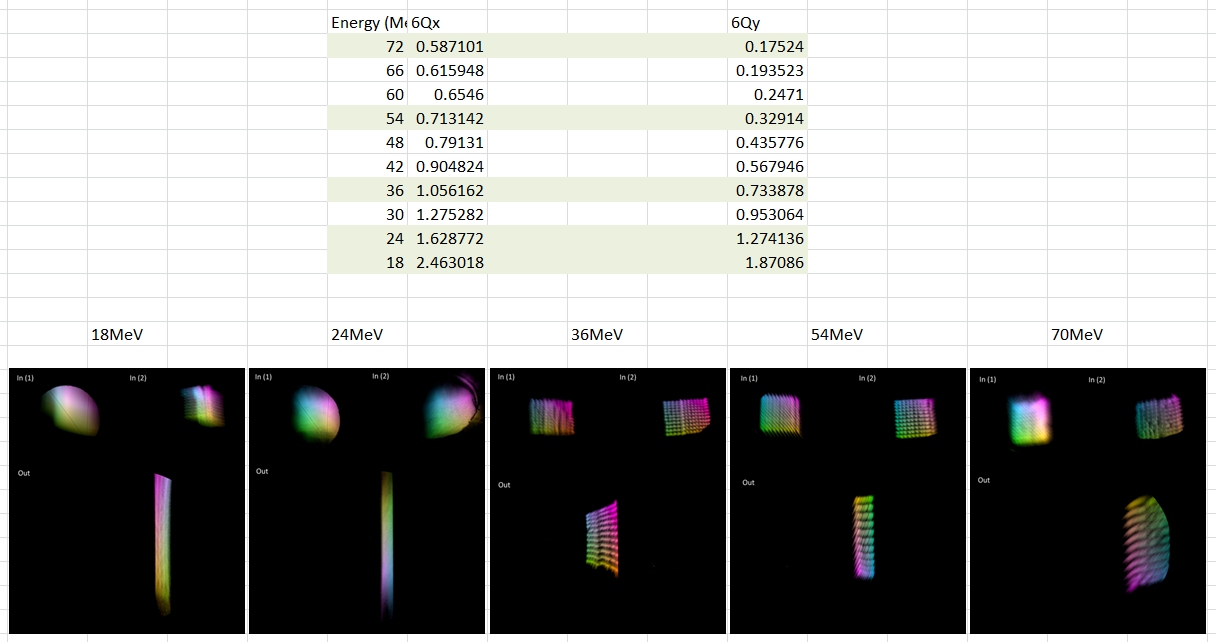 Energy (Me 6Qx 6Qy
72 0.587101 0.17524
66 0.615948 0.193523
60 0.6546 0.2471
54 0.713142 0.32914
48 0.79131 0.435776
42 0.904824 0.567946
36 1.056162 0.733878
30 1.275282 0.953064
24 1.628772 1.274136
18 2.463018 1.87086
18MeV 24MeV 36MeV 54MeV 70MeV
In (1) In (2) In (1) In (2) In (1) In (2) In (1) In (2) In (1) In (2)
Out Out Out Out Out